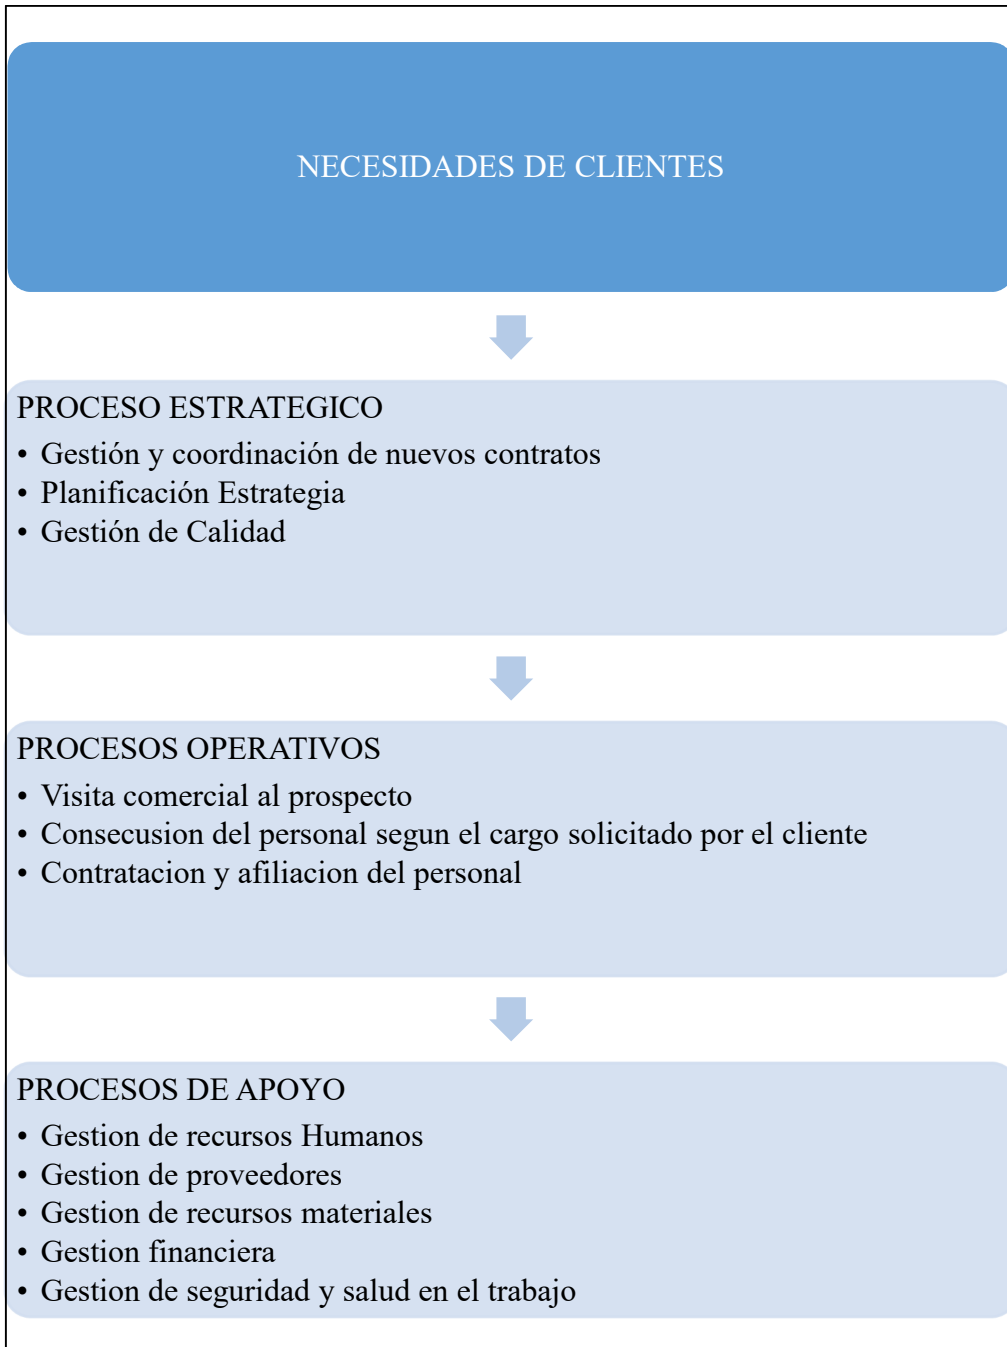 NECESIDADES DE CLIENTES
PROCESO ESTRATEGICO
• Gestión y coordinación de nuevos contratos
• Planificación Estrategia
• Gestión de Calidad
PROCESOS OPERATIVOS
• Visita comercial al prospecto
• Consecusion del personal segun el cargo solicitado por el cliente
• Contratacion y afiliacion del personal
PROCESOS DE APOYO
• Gestion de recursos Humanos
• Gestion de proveedores
• Gestion de recursos materiales
• Gestion financiera
• Gestion de seguridad y salud en el trabajo